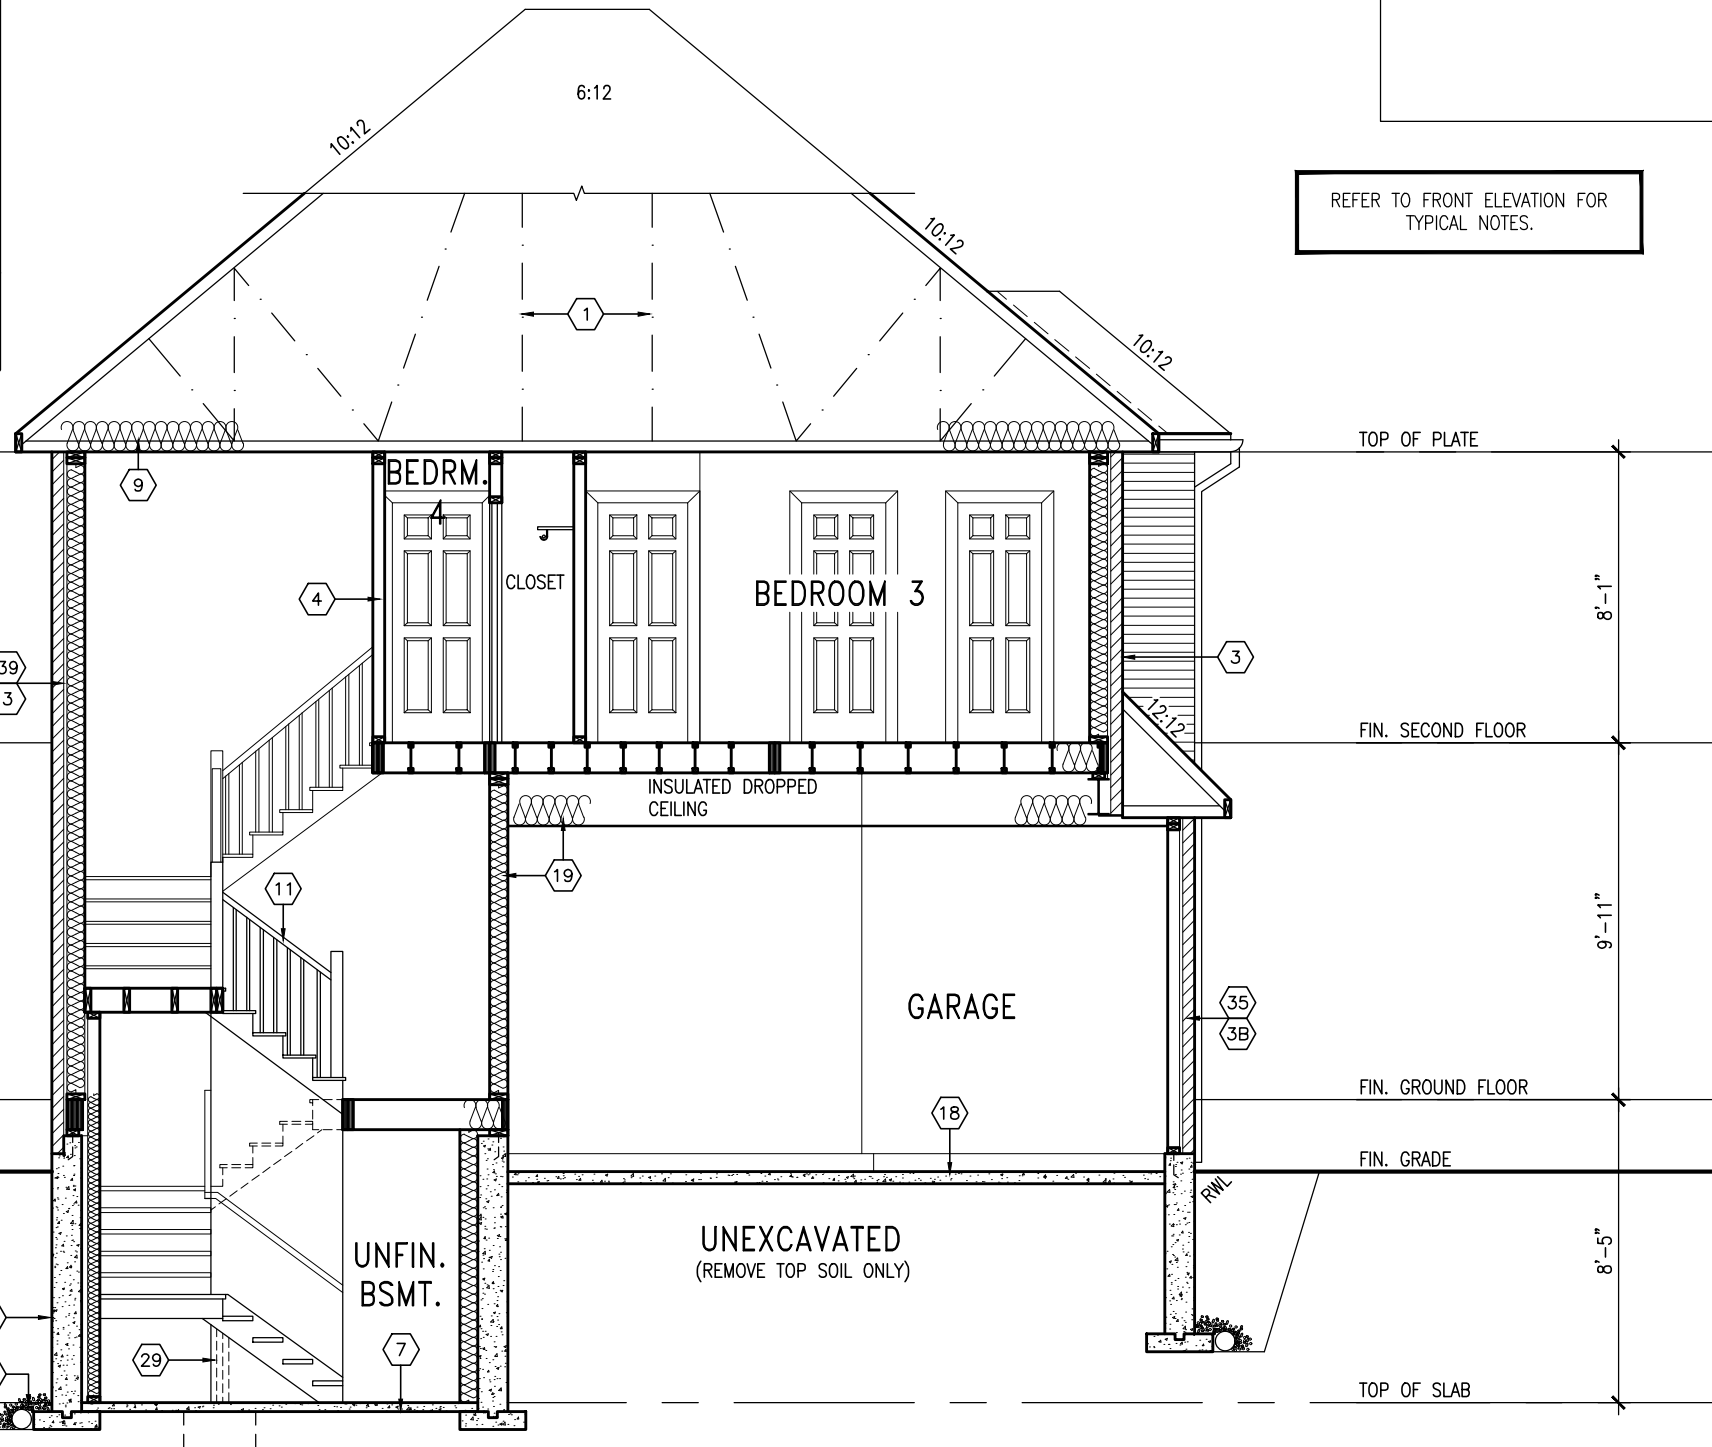 6:12
10:12
REFER TO FRONT ELEVATION FOR
TYPICAL NOTES.
10:12
1
10:12
TOP OF PLATE
BEDRM.
4
9
CLOSET
BEDROOM 3
4
8'-1"
39
3
3
12:12
FIN. SECOND FLOOR
INSULATED DROPPED
CEILING
19
11
9'-11"
GARAGE
35
3B
FIN. GROUND FLOOR
18
FIN. GRADE
RWL
UNEXCAVATED
(REMOVE TOP SOIL ONLY)
8'-5"
UNFIN.
BSMT.
29
7
TOP OF SLAB